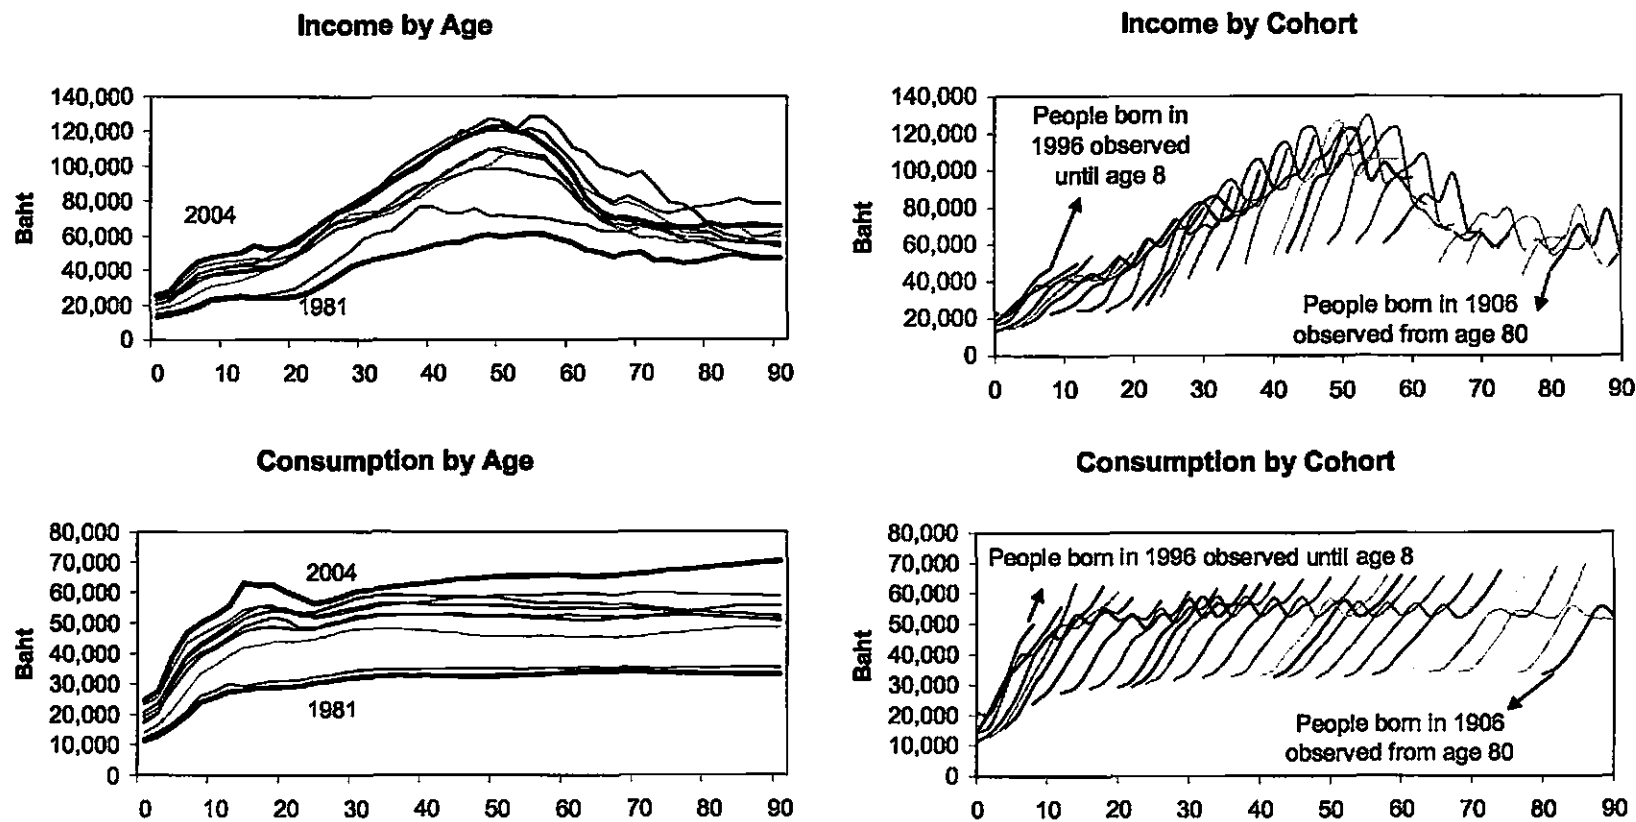 Income by Age
140,000
120,000
100,000
80,000
60,000
40,000
20,000
0
Baht
2004
1981
0 10 20 30 40 50 60 70 80 90
Income by Cohort
140,000
120,000
100,000
80,000
60,000
40,000
20,000
0
Baht
People born in
1996 observed
until age 8
People born in 1906
observed from age 80
0 10 20 30 40 50 60 70 80 90
Consumption by Age
80,000
70,000
60,000
50,000
40,000
30,000
20,000
10,000
0
Baht
2004
1981
0 10 20 30 40 50 60 70 80 90
Consumption by Cohort
80,000
70,000
60,000
50,000
40,000
30,000
20,000
10,000
0
Baht
People born in 1996 observed until age 8
People born in 1906
observed from age 80
0 10 20 30 40 50 60 70 80 90